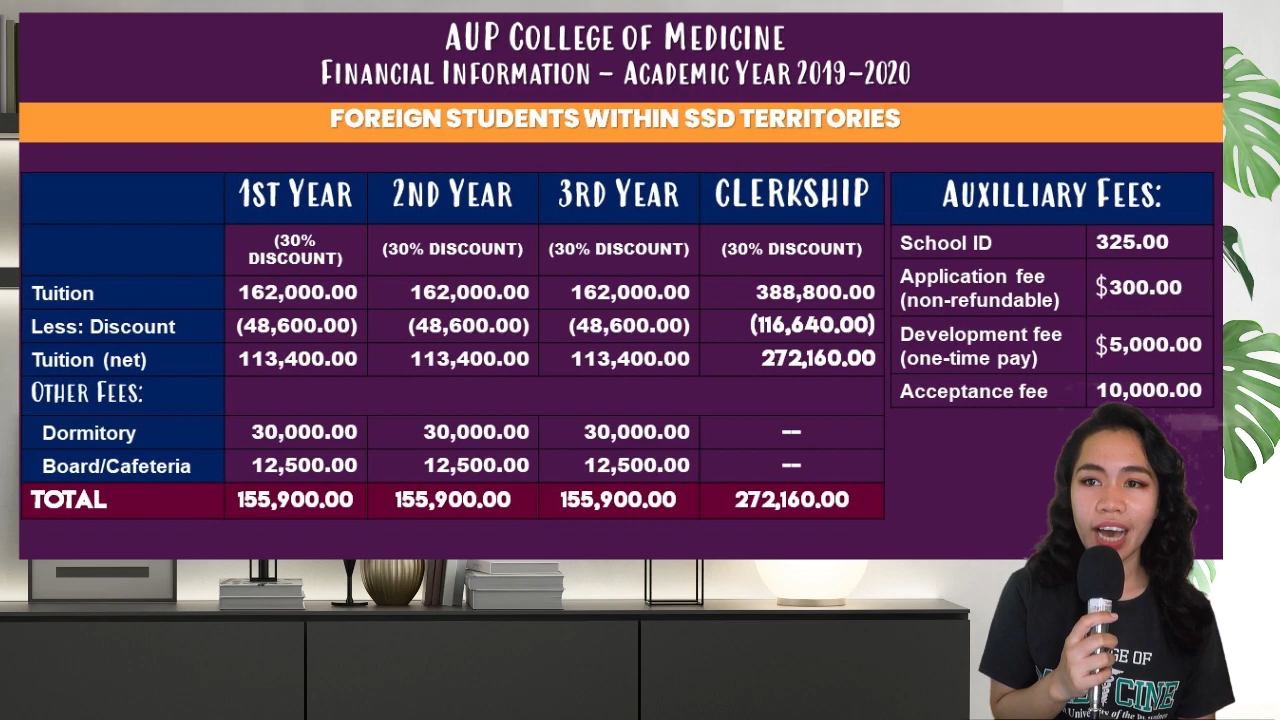 AUP COLLEGE OF MEDICINE
FINANCIAL INFORMATION – ACADEMIC YEAR 2019–2020
FOREIGN STUDENTS WITHIN SSD TERRITORIES
1ST YEAR 2ND YEAR 3RD YEAR CLERKSHIP
(30% DISCOUNT) (30% DISCOUNT) (30% DISCOUNT) (30% DISCOUNT)
Tuition 162,000.00 162,000.00 162,000.00 388,800.00
Less: Discount (48,600.00) (48,600.00) (48,600.00) (116,640.00)
Tuition (net) 113,400.00 113,400.00 113,400.00 272,160.00
OTHER FEES:
Dormitory 30,000.00 30,000.00 30,000.00 --
Board/Cafeteria 12,500.00 12,500.00 12,500.00 --
TOTAL 155,900.00 155,900.00 155,900.00 272,160.00
AUXILLIARY FEES:
School ID 325.00
Application fee
(non-refundable) $300.00
Development fee
(one-time pay) $5,000.00
Acceptance fee 10,000.00
GE OF
CINE
of the